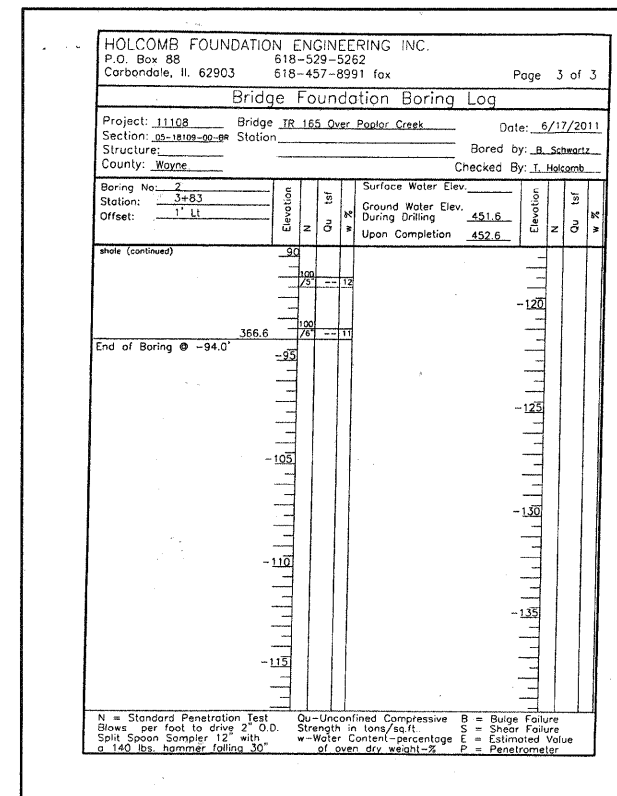 HOLCOMB FOUNDATION ENGINEERING INC.
P.O. Box 88 618-529-5262
Carbondale, Il. 62903 618-457-8991 fax Page 3 of 3
Bridge Foundation Boring Log
Project: 11108 Bridge TR 165 Over Poplor Creek Date: 6/17/2011
Section: 05-18109-00-BR Station
Structure: Bored by: B. Schwartz
County: Wayne Checked By: T. Holcomb
Boring No: 2
Station: 3+83
Offset: 1' Lt
Elevation
N
Qu tsf
w %
Surface Water Elev.
Ground Water Elev.
During Drilling 451.6
Upon Completion 452.6
Elevation
N
Qu tsf
w %
shale (continued) 90
100
/5" -- 12
-120
100
366.6 /6" -- 11
End of Boring @ -94.0'
-95
-125
-105
-130
-110
-135
-115
N = Standard Penetration Test
Blows per foot to drive 2" O.D.
Split Spoon Sampler 12" with
a 140 lbs. hammer falling 30"
Qu-Unconfined Compressive
Strength in tons/sq.ft.
w-Water Content-percentage
of oven dry weight-%
B = Bulge Failure
S = Shear Failure
E = Estimated Value
P = Penetrometer